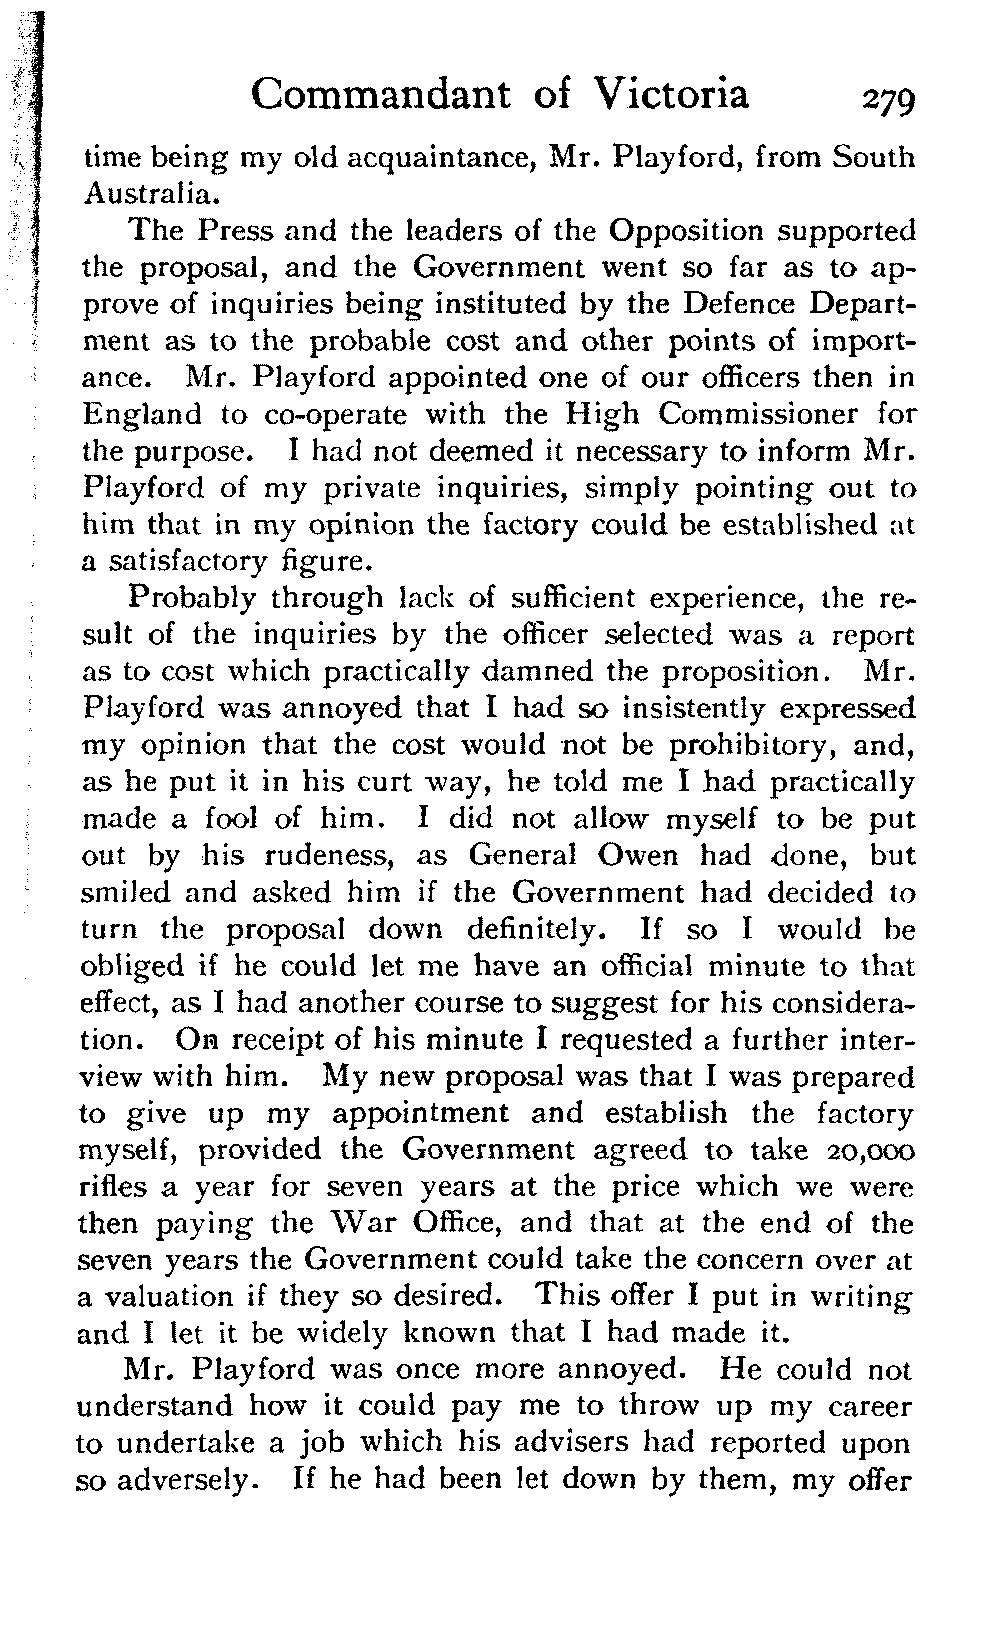 Commandant of Victoria 279
time being my old acquaintance, Mr. Playford, from South
Australia.
The Press and the leaders of the Opposition supported
the proposal, and the Government went so far as to ap-
prove of inquiries being instituted by the Defence Depart-
ment as to the probable cost and other points of import-
ance. Mr. Playford appointed one of our officers then in
England to co-operate with the High Commissioner for
the purpose. I had not deemed it necessary to inform Mr.
Playford of my private inquiries, simply pointing out to
him that in my opinion the factory could be established at
a satisfactory figure.
Probably through lack of sufficient experience, the re-
sult of the inquiries by the officer selected was a report
as to cost which practically damned the proposition. Mr.
Playford was annoyed that I had so insistently expressed
my opinion that the cost would not be prohibitory, and,
as he put it in his curt way, he told me I had practically
made a fool of him. I did not allow myself to be put
out by his rudeness, as General Owen had done, but
smiled and asked him if the Government had decided to
turn the proposal down definitely. If so I would be
obliged if he could let me have an official minute to that
effect, as I had another course to suggest for his considera-
tion. On receipt of his minute I requested a further inter-
view with him. My new proposal was that I was prepared
to give up my appointment and establish the factory
myself, provided the Government agreed to take 20,000
rifles a year for seven years at the price which we were
then paying the War Office, and that at the end of the
seven years the Government could take the concern over at
a valuation if they so desired. This offer I put in writing
and I let it be widely known that I had made it.
Mr. Playford was once more annoyed. He could not
understand how it could pay me to throw up my career
to undertake a job which his advisers had reported upon
so adversely. If he had been let down by them, my offer